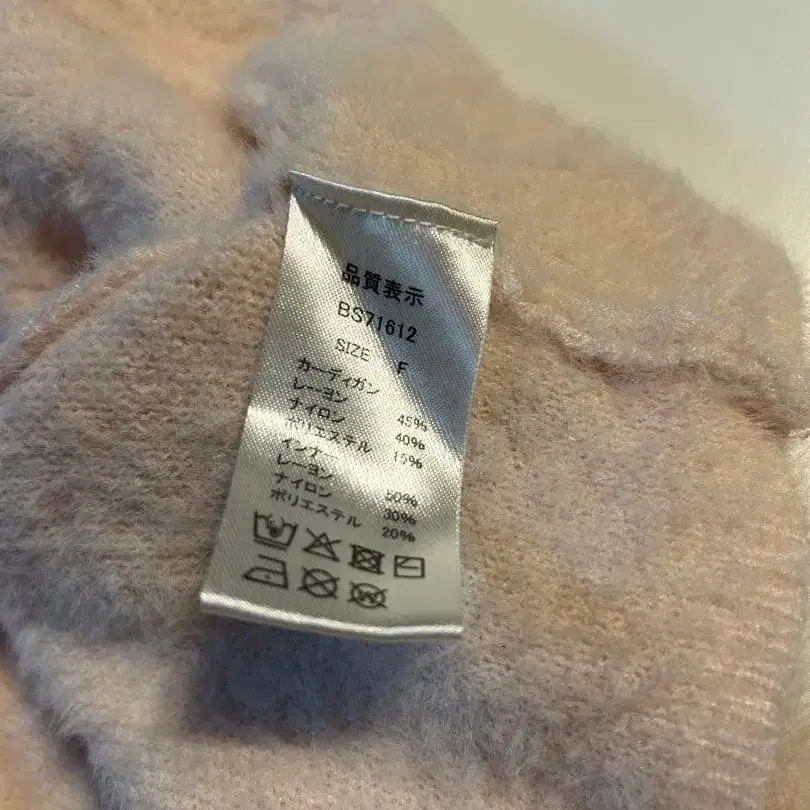 品質表示
BS71612
SIZE F
カーディガン
レーヨン 45%
ナイロン 40%
ポリエステル 15%
インナー
レーヨン 50%
ナイロン 30%
ポリエステル 20%